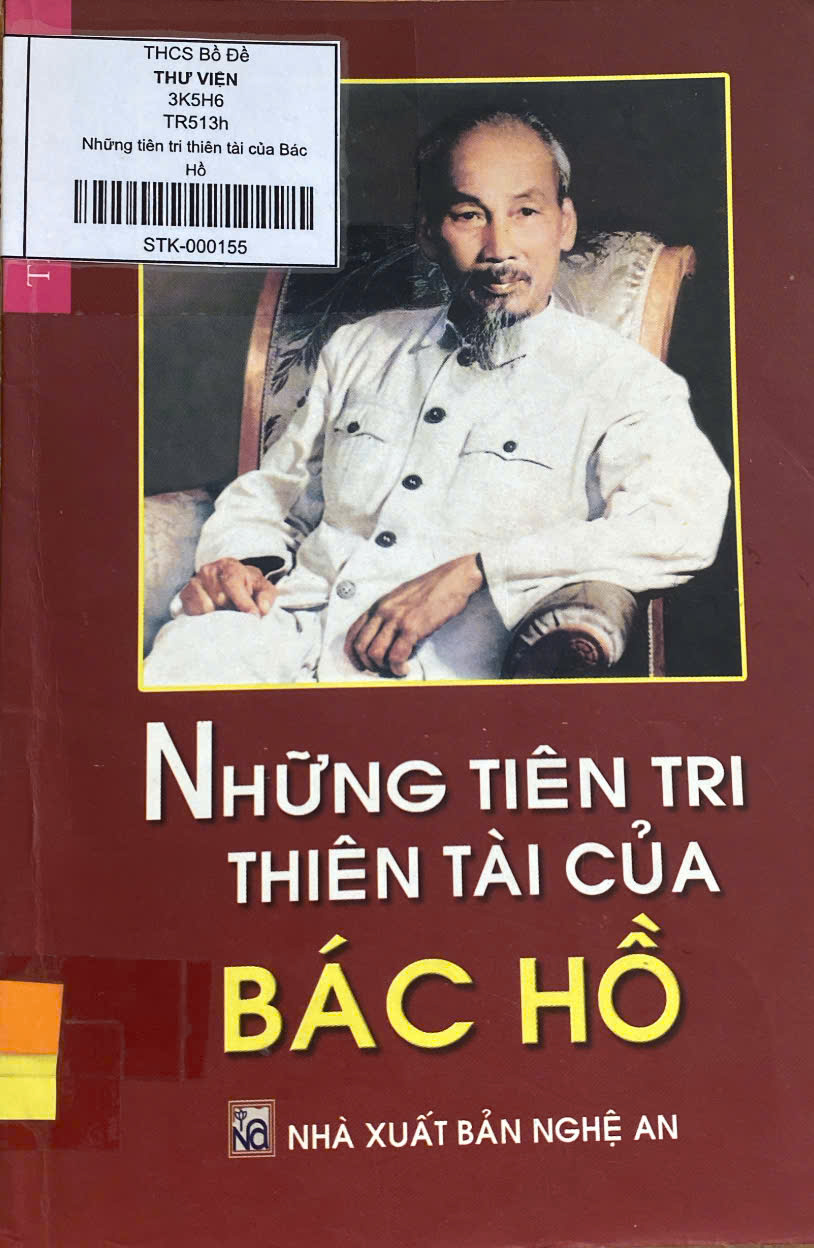 THCS Bồ Đề
THƯ VIỆN
3K5H6
TR513h
Những tiên tri thiên tài của Bác
Hồ
STK-000155
T
NHỮNG TIÊN TRI
THIÊN TÀI CỦA
BÁC HỒ
NA
NHÀ XUẤT BẢN NGHỆ AN